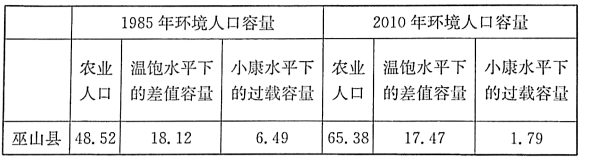 1985年环境人口容量 2010年环境人口容量
农业人口 温饱水平下的差值容量 小康水平下的过载容量 农业人口 温饱水平下的差值容量 小康水平下的过载容量
巫山县 48.52 18.12 6.49 65.38 17.47 1.79